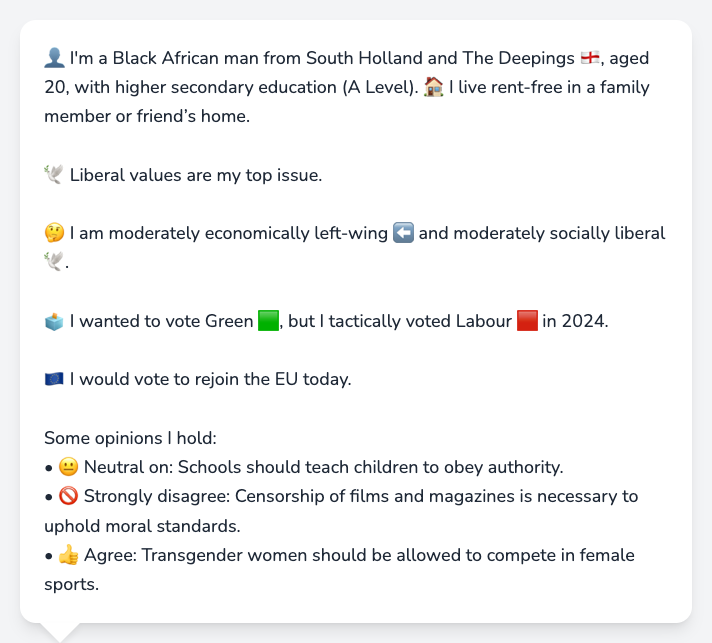 👤 I'm a Black African man from South Holland and The Deepings 🏴󠁧󠁢󠁥󠁮󠁧󠁿, aged
20, with higher secondary education (A Level). 🏠 I live rent-free in a family
member or friend’s home.
🕊️ Liberal values are my top issue.
🤔 I am moderately economically left-wing ⬅️ and moderately socially liberal
🕊️.
🗳️ I wanted to vote Green 🟩, but I tactically voted Labour 🟥 in 2024.
🇪🇺 I would vote to rejoin the EU today.
Some opinions I hold:
• 😐 Neutral on: Schools should teach children to obey authority.
• 🚫 Strongly disagree: Censorship of films and magazines is necessary to
uphold moral standards.
• 👍 Agree: Transgender women should be allowed to compete in female
sports.